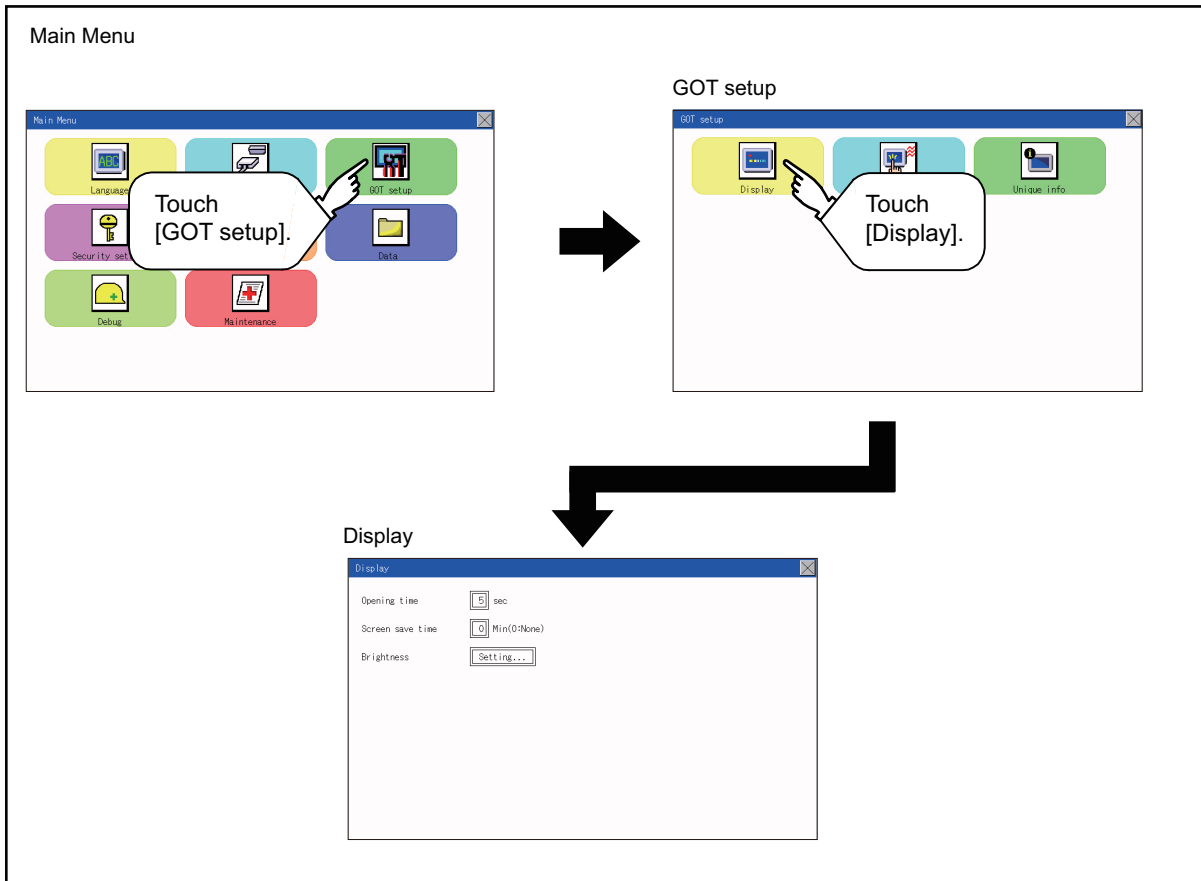 Main Menu
GOT setup
Main Menu
ABC
Language
GOT setup
Touch
[GOT setup].
Security set
Data
Debug
Maintenance
GOT setup
Display
Unique info
Touch
[Display].
Display
Display
Opening time 5 sec
Screen save time 0 Min(0:None)
Brightness Setting...